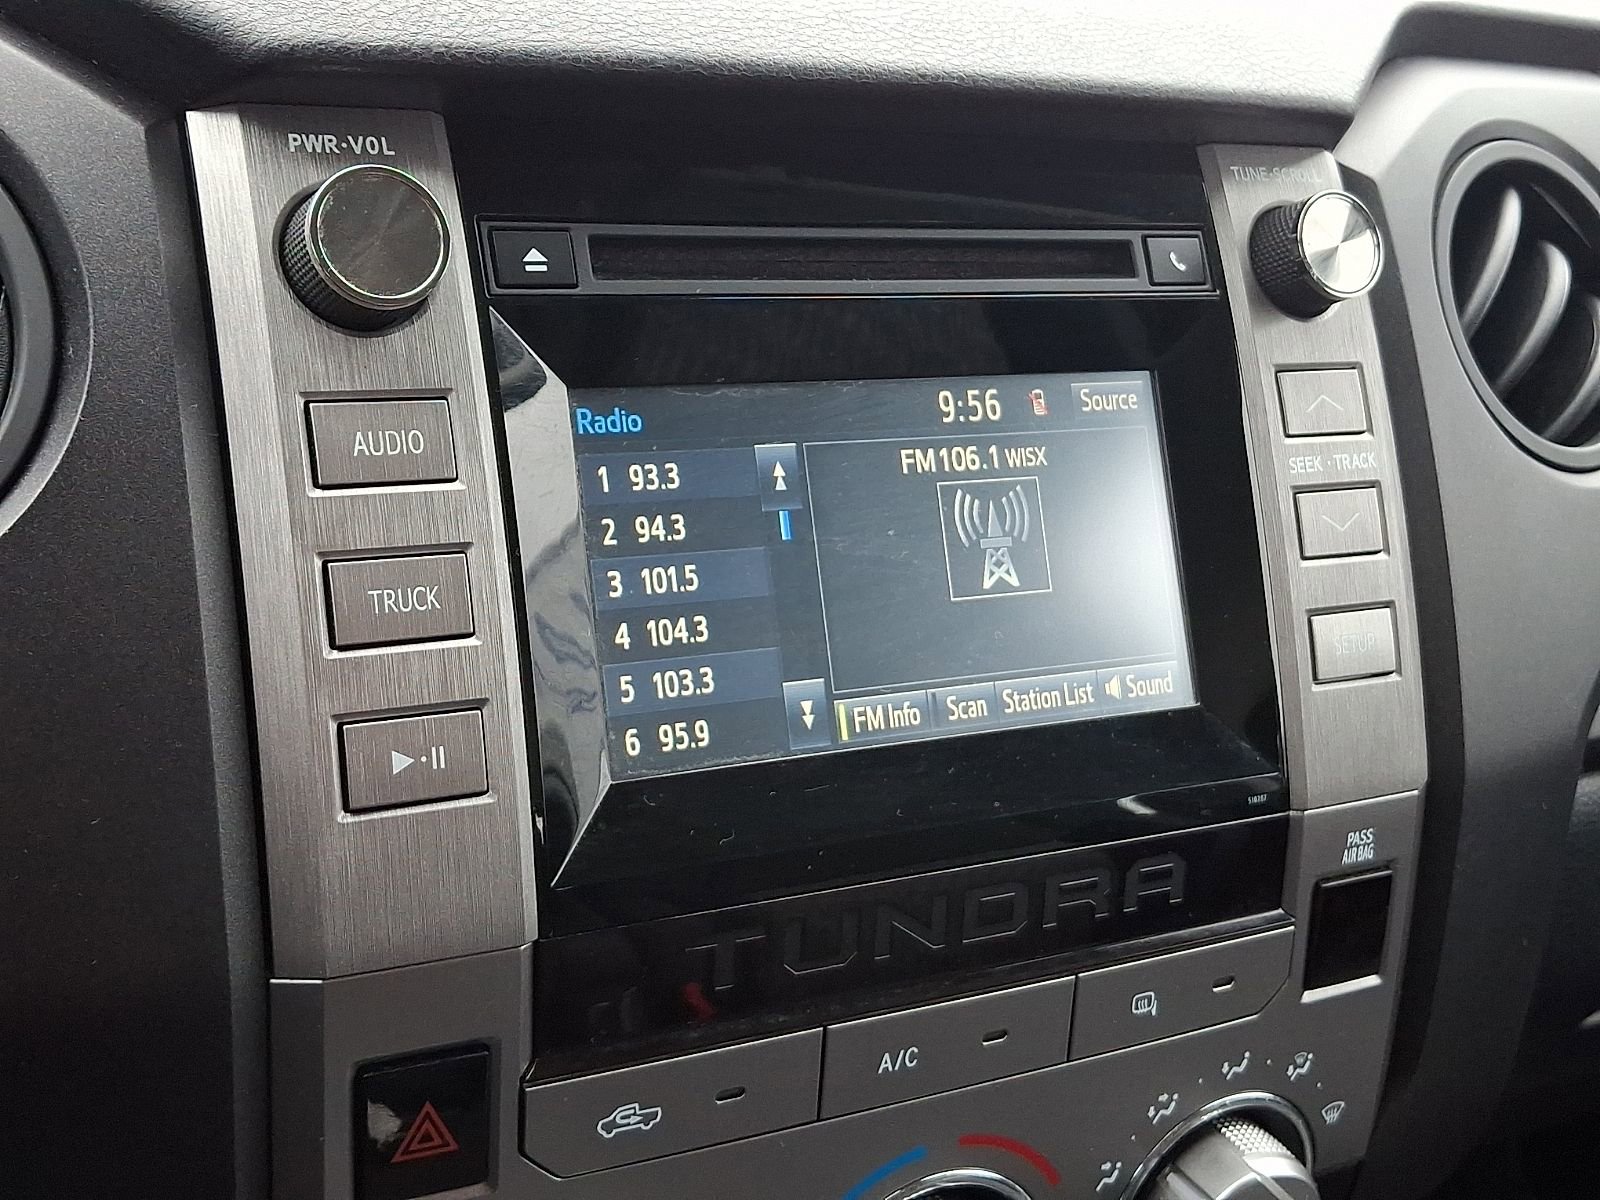 PWR·VOL
TUNE·SCROLL
AUDIO
TRUCK
SEEK·TRACK
SETUP
Radio
9:56
Source
FM 106.1 WISX
1 93.3
2 94.3
3 101.5
4 104.3
5 103.3
6 95.9
FM Info
Scan
Station List
Sound
510207
PASS
AIR BAG
TUNDRA
A/C